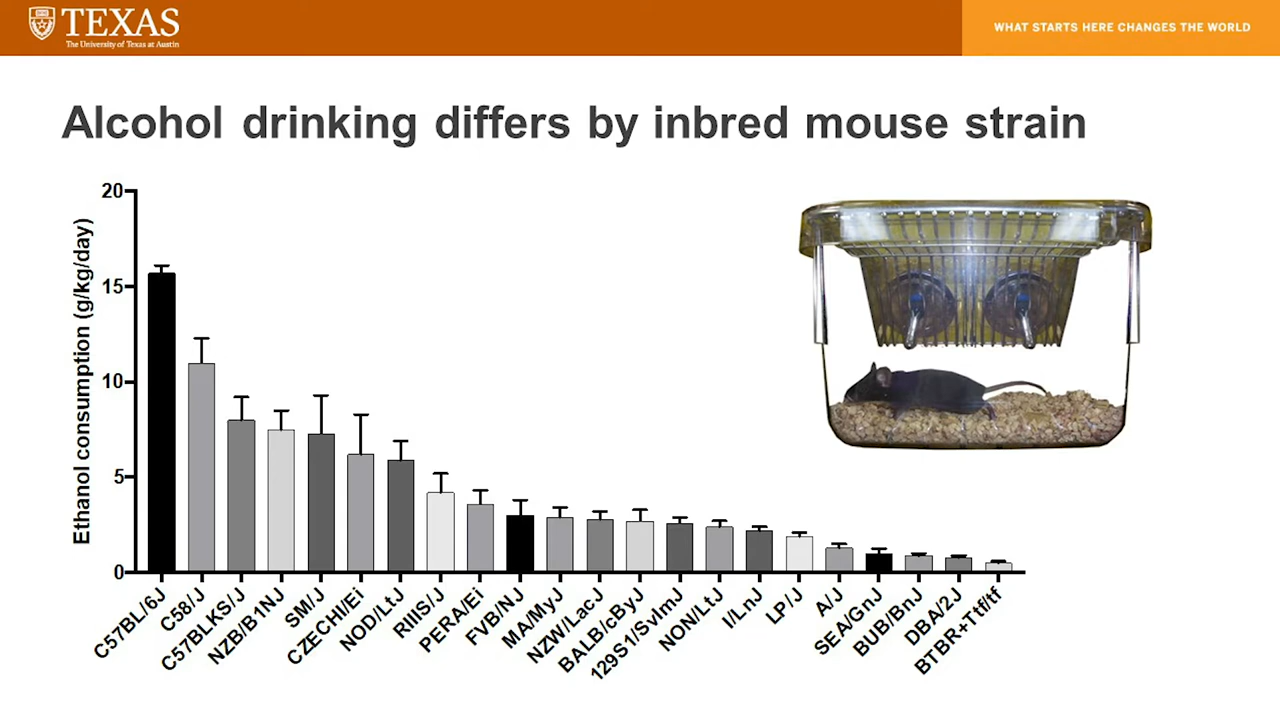 TEXAS
The University of Texas at Austin
WHAT STARTS HERE CHANGES THE WORLD
Alcohol drinking differs by inbred mouse strain
Ethanol consumption (g/kg/day)
20
15
10
5
0
C57BL/6J
C58/J
C57BLKS/J
NZB/B1NJ
SM/J
CZECHI/Ei
NOD/LtJ
RIIIS/J
PERA/Ei
FVB/NJ
MA/MyJ
NZW/LacJ
BALB/cByJ
129S1/SvImJ
NON/LtJ
I/LnJ
LP/J
A/J
SEA/GnJ
BUB/BnJ
DBA/2J
BTBR+Ttf/tf